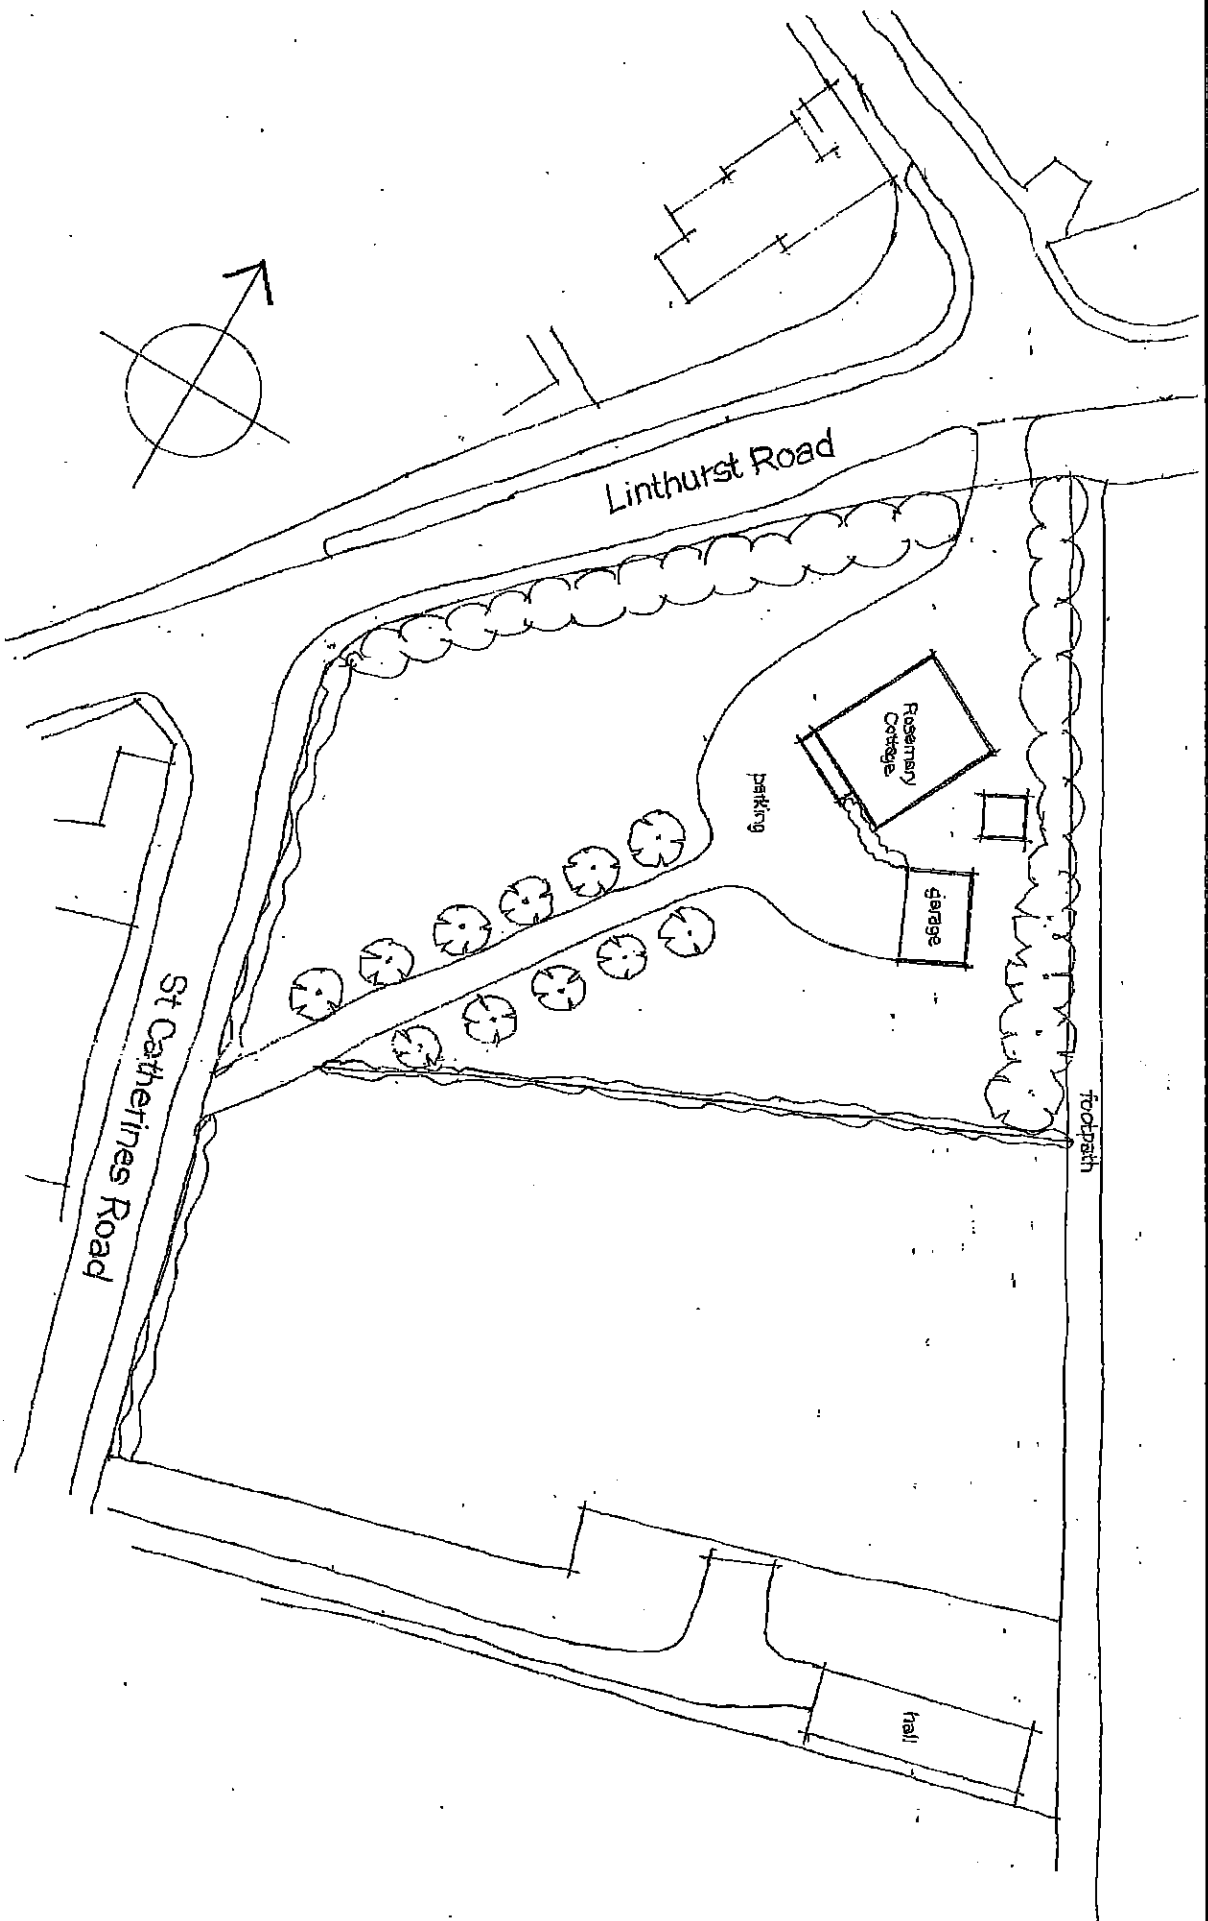 Linthurst Road
Rosemary
Cottage
parking
garage
St Catherines Road
footpath
hall